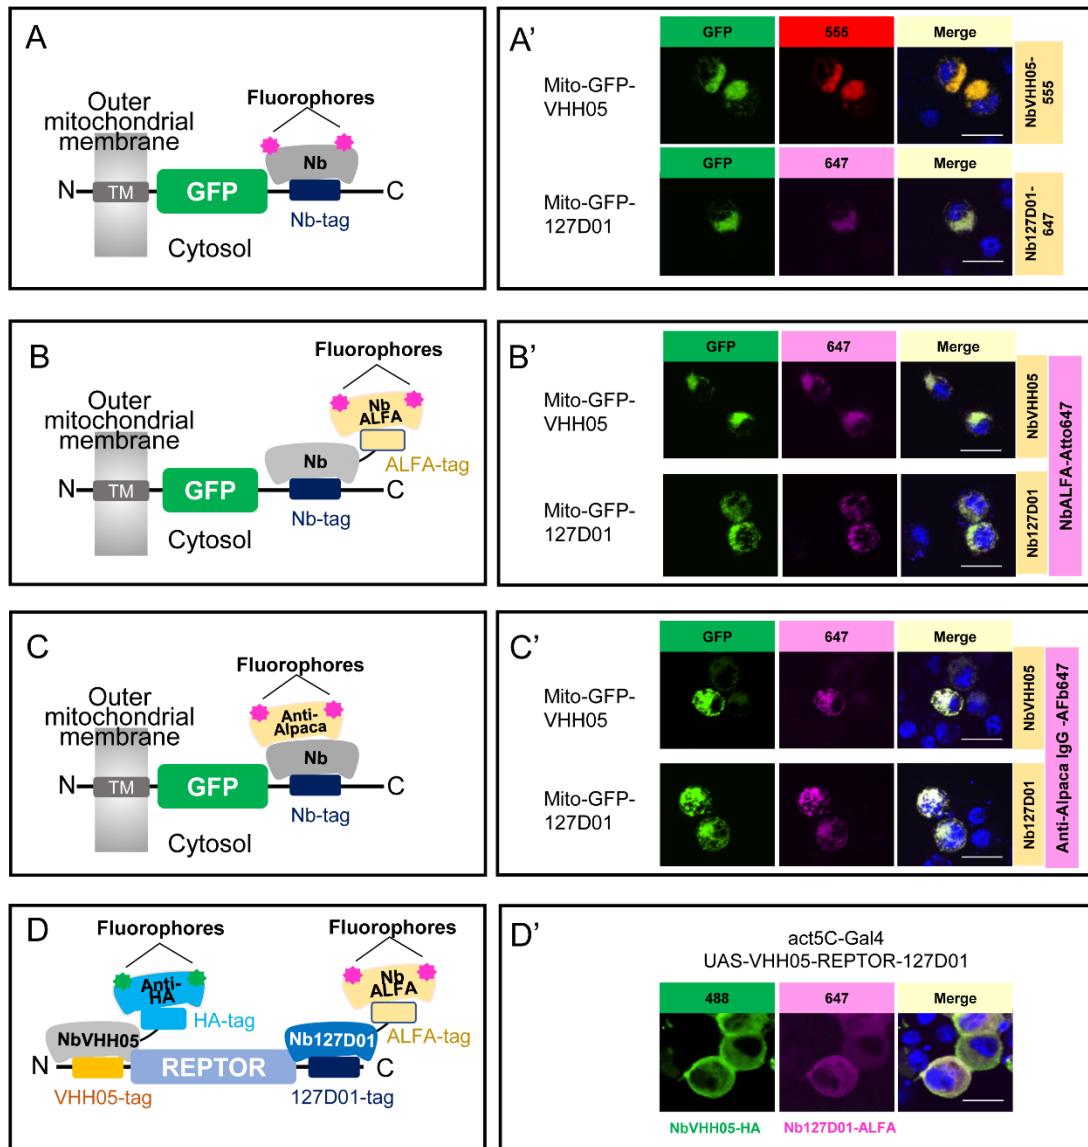 A
Fluorophores
Outer
mitochondrial
membrane
Nb
N
TM
GFP
C
Nb-tag
Cytosol
A'
GFP
555
Merge
Mito-GFP-
VHH05
NbVHH05-
555
647
Mito-GFP-
127D01
Nb127D01-
647
B
Fluorophores
Outer
mitochondrial
membrane
Nb
ALFA
Nb
ALFA-tag
N
TM
GFP
C
Nb-tag
Cytosol
B'
GFP
647
Merge
Mito-GFP-
VHH05
NbVHH05
Mito-GFP-
127D01
Nb127D01
NbALFA-Atto647
C
Fluorophores
Outer
mitochondrial
membrane
Anti-
Alpaca
Nb
N
TM
GFP
C
Nb-tag
Cytosol
C'
GFP
647
Merge
Mito-GFP-
VHH05
NbVHH05
Mito-GFP-
127D01
Nb127D01
Anti-Alpaca IgG -AFb647
D
Fluorophores
Fluorophores
Anti-
HA
Nb
ALFA
HA-tag
ALFA-tag
NbVHH05
Nb127D01
N
REPTOR
C
VHH05-tag
127D01-tag
D'
act5C-Gal4
UAS-VHH05-REPTOR-127D01
488
647
Merge
NbVHH05-HA
Nb127D01-ALFA